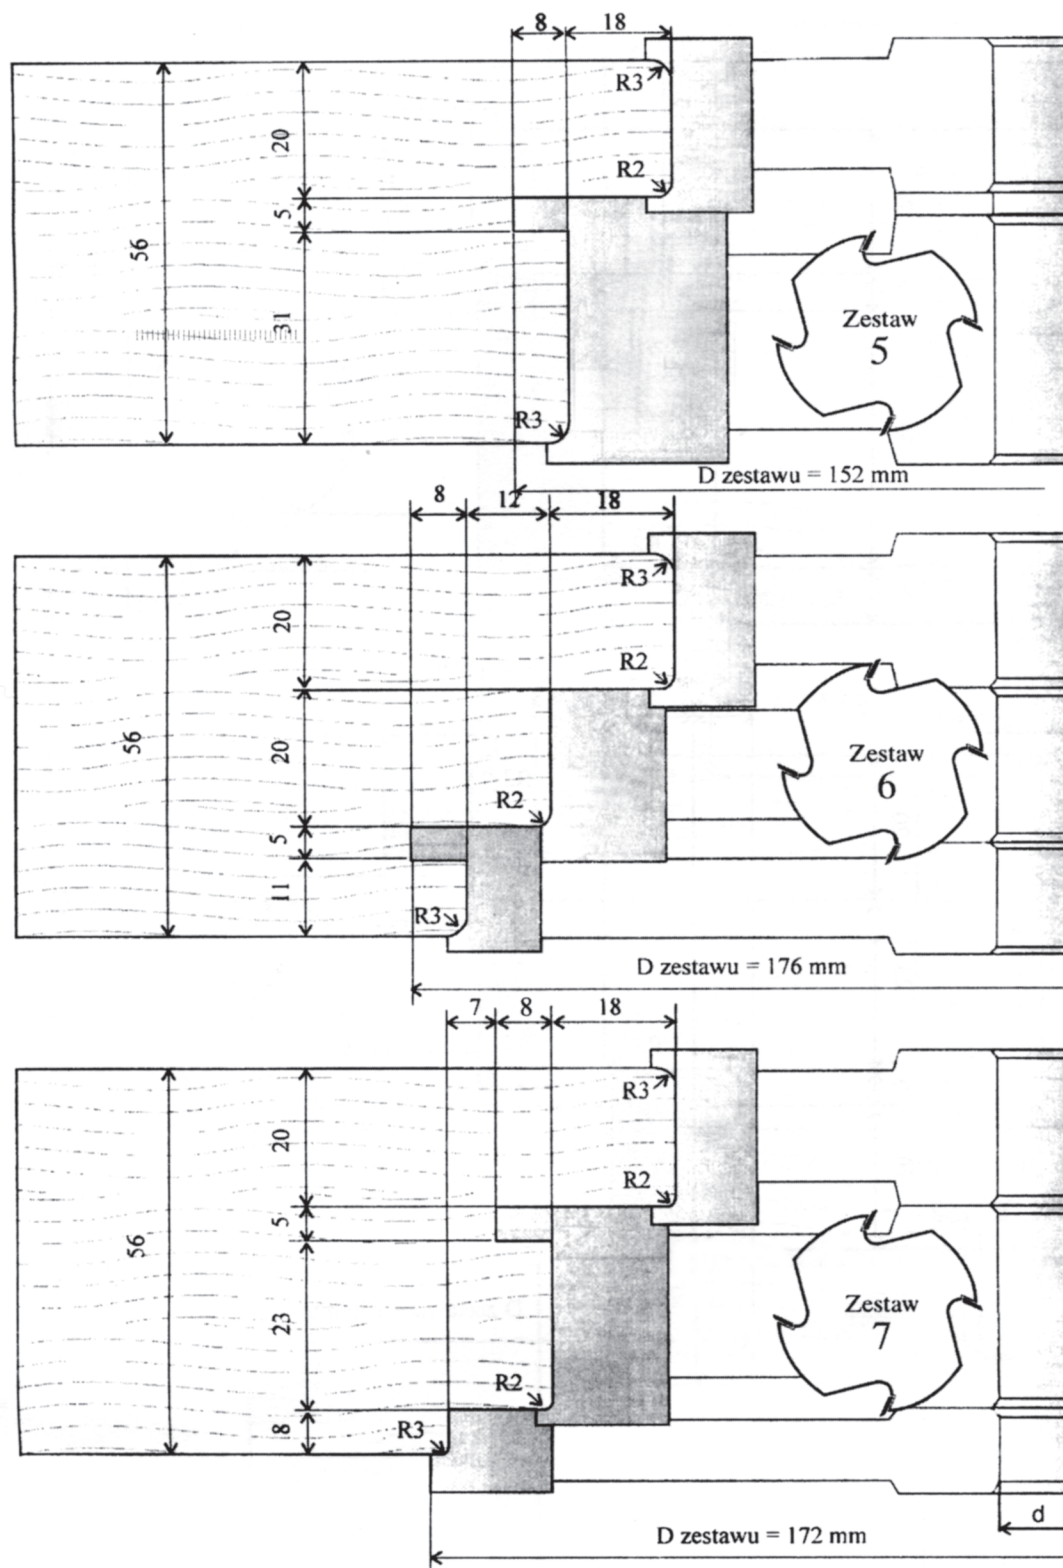 8 18
R3
20
R2
5
56
31
Zestaw
5
R3
D zestawu = 152 mm
8 12 18
R3
20
R2
56
20
Zestaw
6
R2
5
11
R3
D zestawu = 176 mm
7 8 18
R3
20
R2
5
56
23
Zestaw
7
R2
8
R3
d
D zestawu = 172 mm